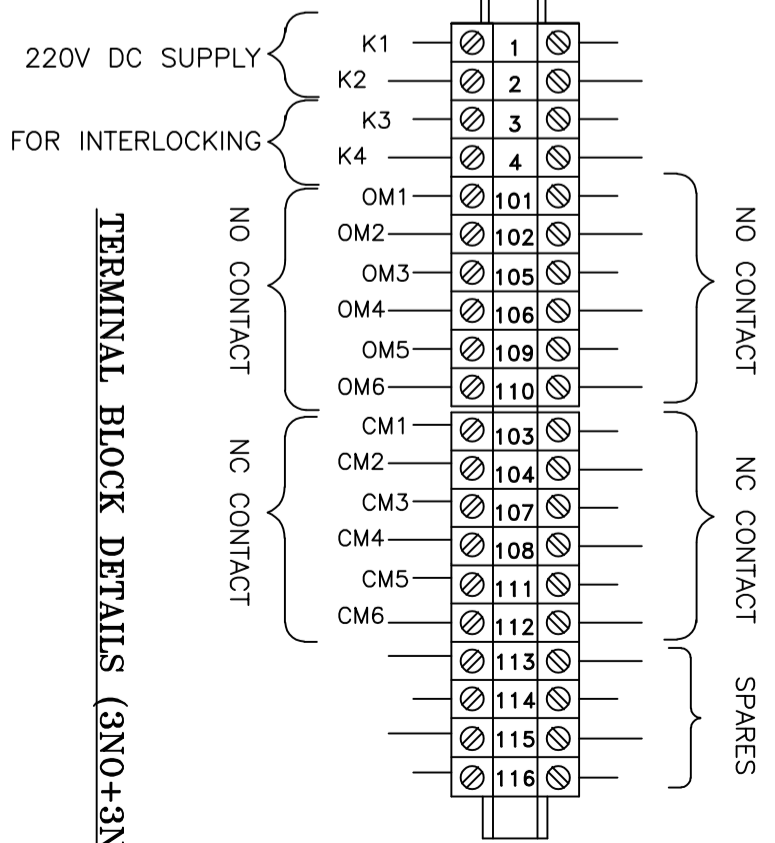 220V DC SUPPLY
FOR INTERLOCKING
K1 1
K2 2
K3 3
K4 4
OM1 101
OM2 102
OM3 105
OM4 106
OM5 109
OM6 110
CM1 103
CM2 104
CM3 107
CM4 108
CM5 111
CM6 112
113
114
115
116
NO CONTACT
NC CONTACT
NO CONTACT
NC CONTACT
SPARES
TERMINAL BLOCK DETAILS (3NO+3N